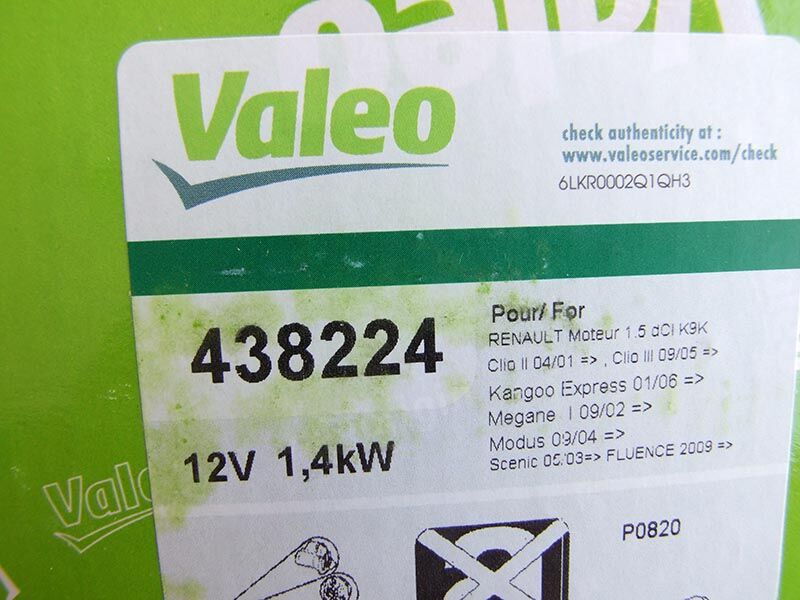 Valeo
check authenticity at :
www.valeoservice.com/check
6LKR0002Q1QH3
438224
12V 1,4kW
Pour/ For
RENAULT Moteur 1.5 dCI K9K
Clio II 04/01 => , Clio III 09/05 =>
Kangoo Express 01/06 =>
Megane I 09/02 =>
Modus 09/04 =>
Scenic 05/03=> FLUENCE 2009 =>
P0820